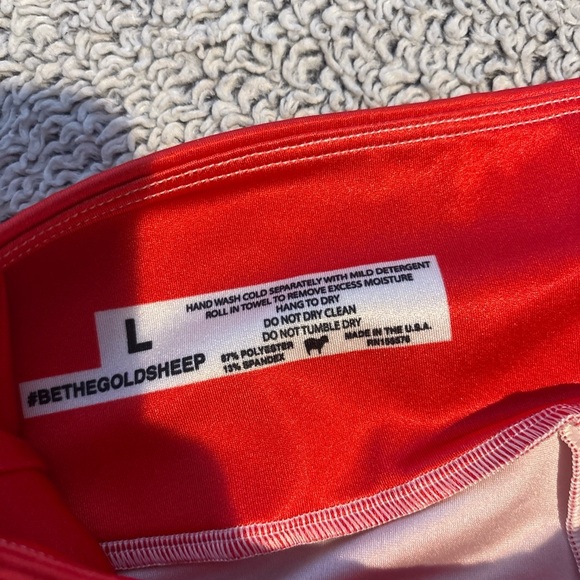 HAND WASH COLD SEPARATELY WITH MILD DETERGENT
ROLL IN TOWEL TO REMOVE EXCESS MOISTURE
HANG TO DRY
DO NOT DRY CLEAN
DO NOT TUMBLE DRY
L
#BETHEGOLDSHEEP
87% POLYESTER
13% SPANDEX
MADE IN THE U.S.A.